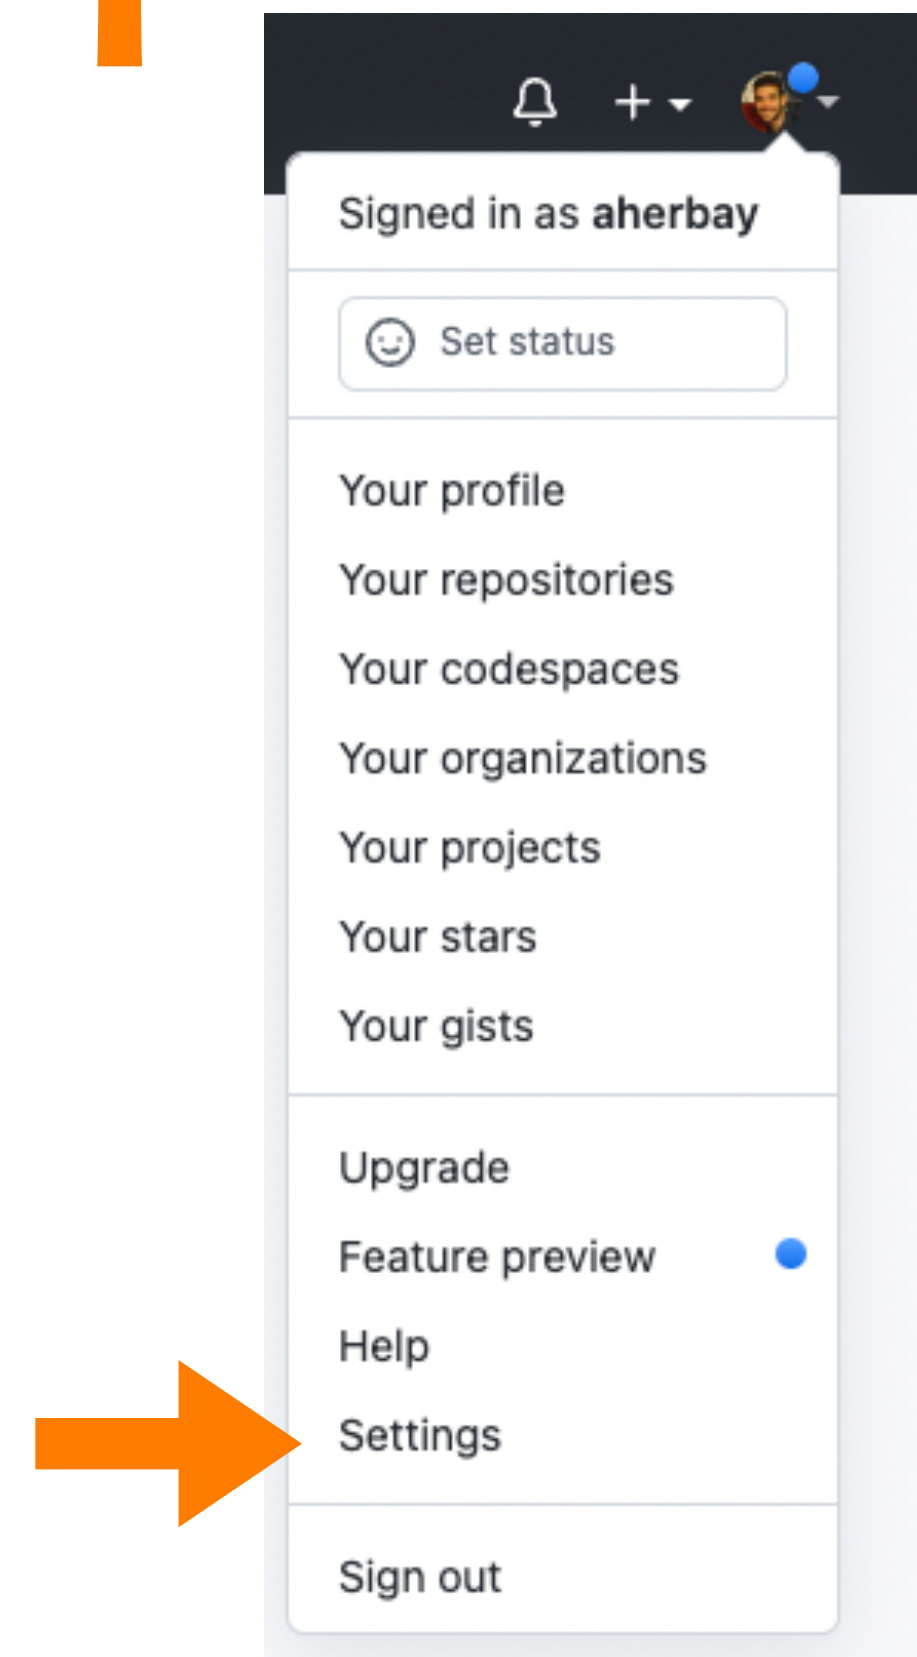 Signed in as aherbay
Set status
Your profile
Your repositories
Your codespaces
Your organizations
Your projects
Your stars
Your gists
Upgrade
Feature preview
Help
Settings
Sign out